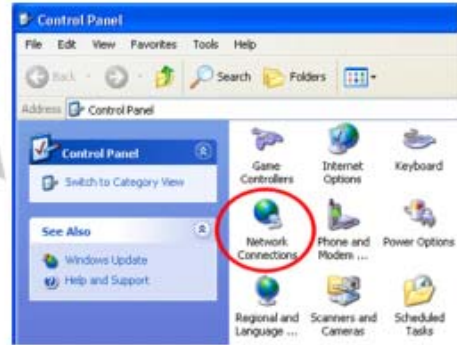 Control Panel
File Edit View Favorites Tools Help
Back Search Folders
Address Control Panel
Control Panel
Switch to Category View
See Also
Windows Update
Help and Support
Game Controllers
Internet Options
Keyboard
Network Connections
Phone and Modem ...
Power Options
Regional and Language ...
Scanners and Cameras
Scheduled Tasks